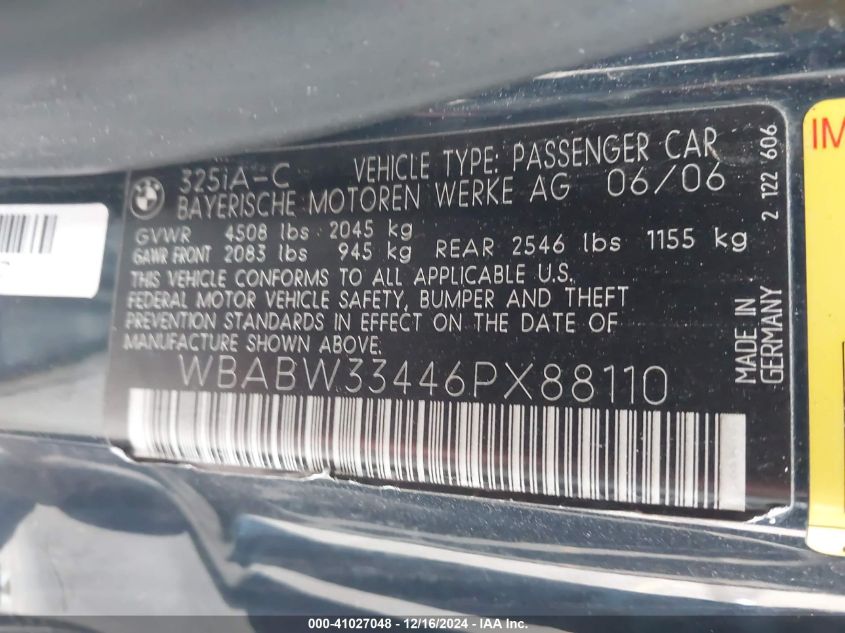 325iA-C VEHICLE TYPE: PASSENGER CAR
BAYERISCHE MOTOREN WERKE AG 06/06
GVWR 4508 lbs 2045 kg
GAWR FRONT 2083 lbs 945 kg REAR 2546 lbs 1155 kg
THIS VEHICLE CONFORMS TO ALL APPLICABLE U.S.
FEDERAL MOTOR VEHICLE SAFETY, BUMPER AND THEFT
PREVENTION STANDARDS IN EFFECT ON THE DATE OF
MANUFACTURE SHOWN ABOVE.
WBABW33446PX88110
MADE IN
GERMANY
2 122 606
IM
000-41027048 - 12/16/2024 - IAA Inc.